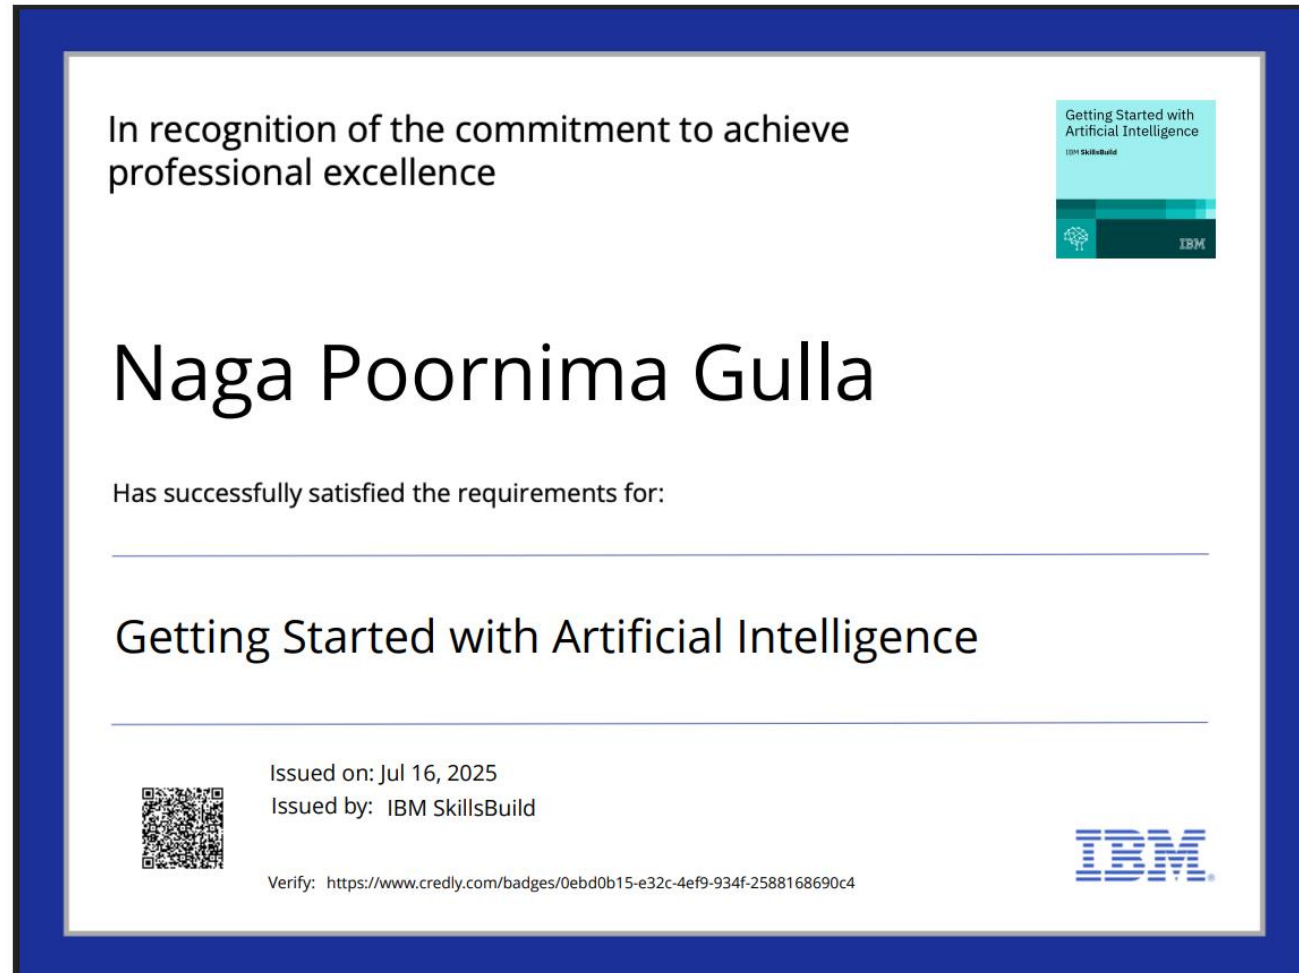 In recognition of the commitment to achieve
professional excellence
Getting Started with
Artificial Intelligence
IBM SkillsBuild
IBM
Naga Poornima Gulla
Has successfully satisfied the requirements for:
Getting Started with Artificial Intelligence
Issued on: Jul 16, 2025
Issued by: IBM SkillsBuild
Verify: https://www.credly.com/badges/0ebd0b15-e32c-4ef9-934f-2588168690c4
IBM®